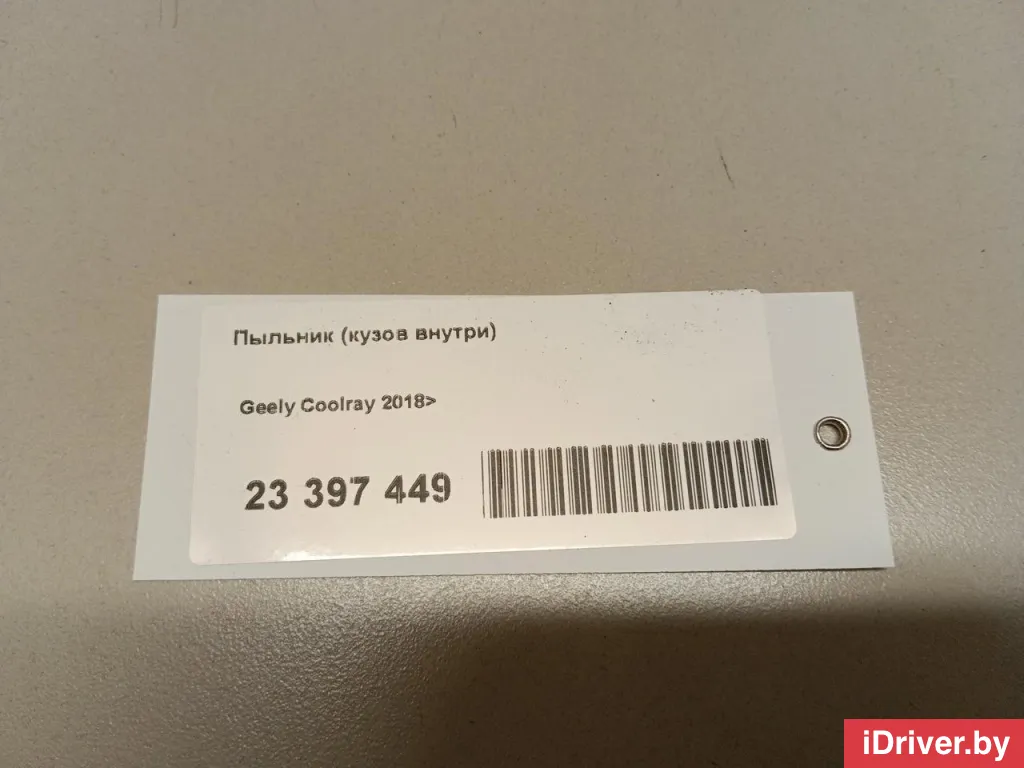 Пыльник (кузов внутри)
Geely Coolray 2018>
23 397 449
iDriver.by